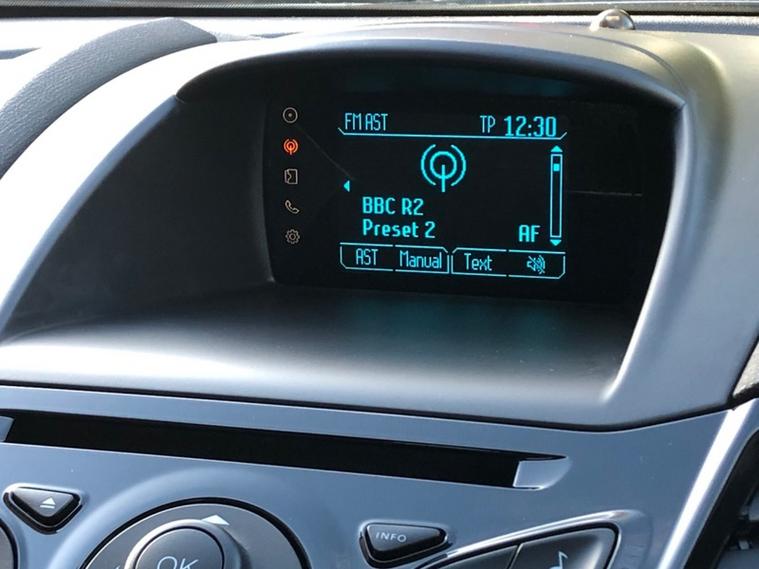 FM AST TP 12:30
BBC R2
Preset 2 AF
AST Manual Text
INFO
OK